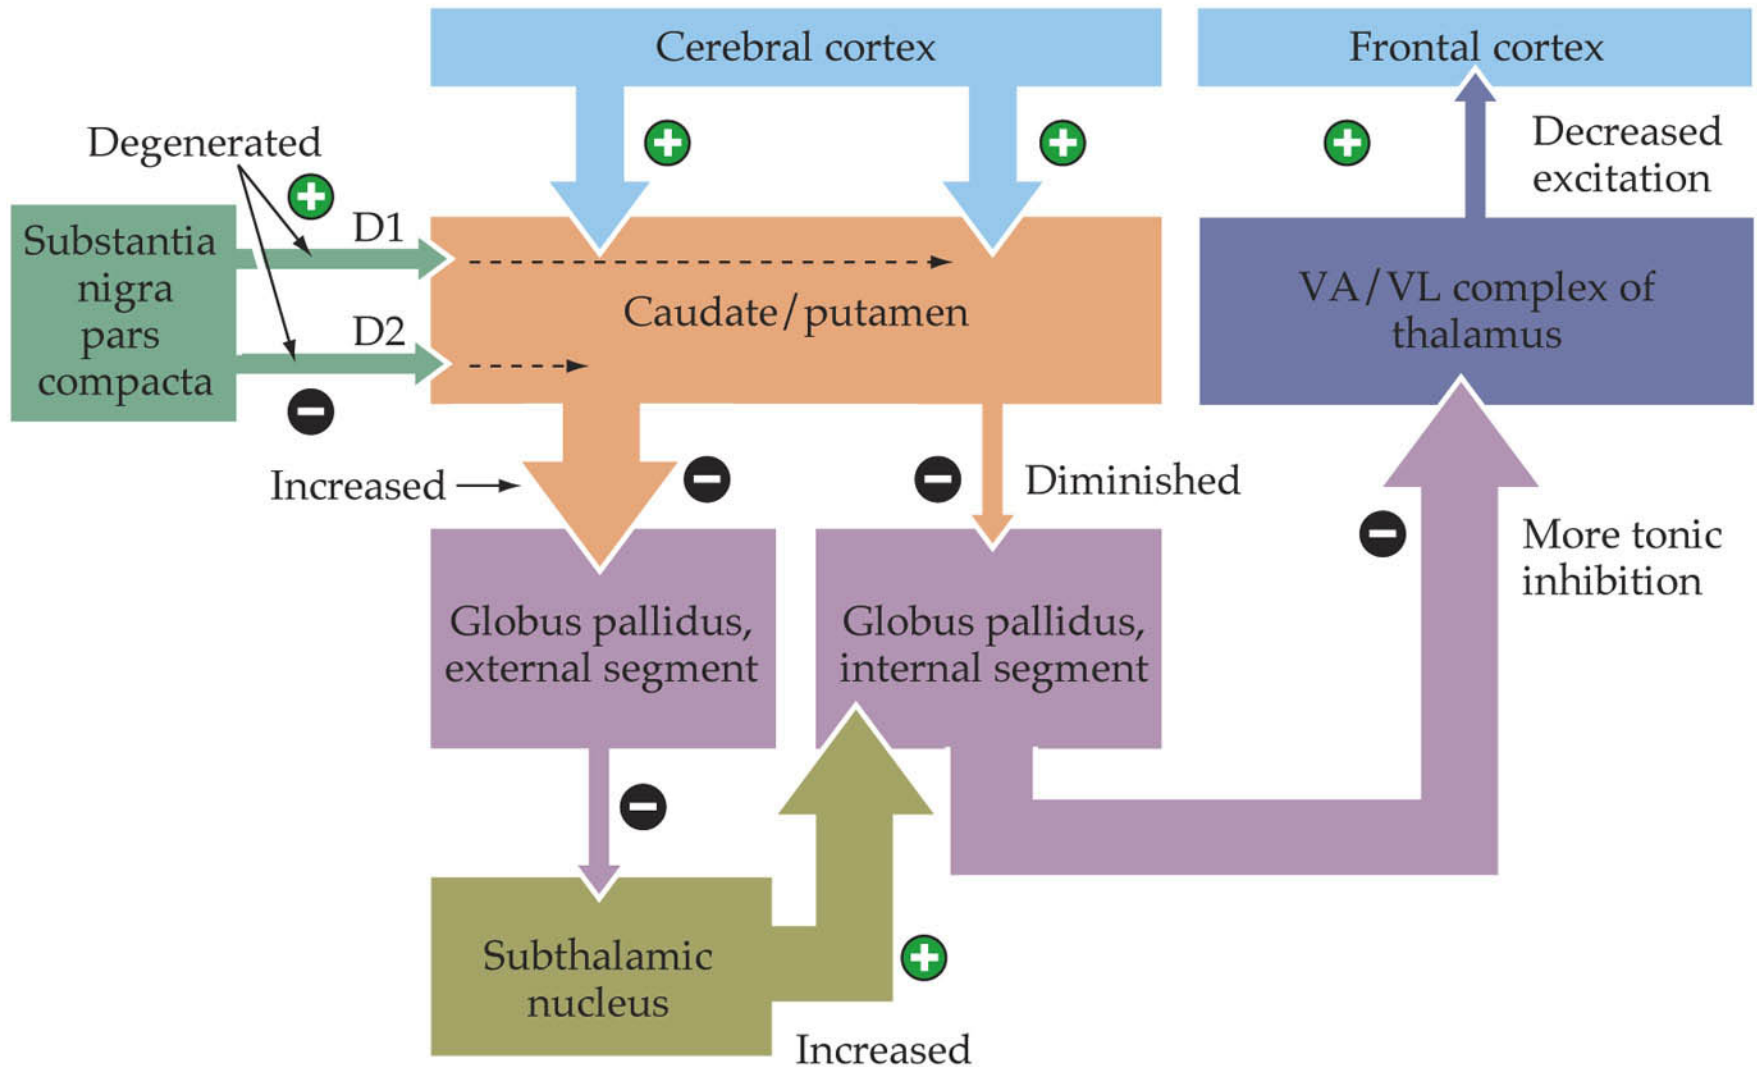 Cerebral cortex
Frontal cortex
Degenerated
Decreased
excitation
D1
Substantia
nigra
pars
compacta
D2
Caudate/putamen
VA/VL complex of
thalamus
Increased
Diminished
More tonic
inhibition
Globus pallidus,
external segment
Globus pallidus,
internal segment
Subthalamic
nucleus
Increased